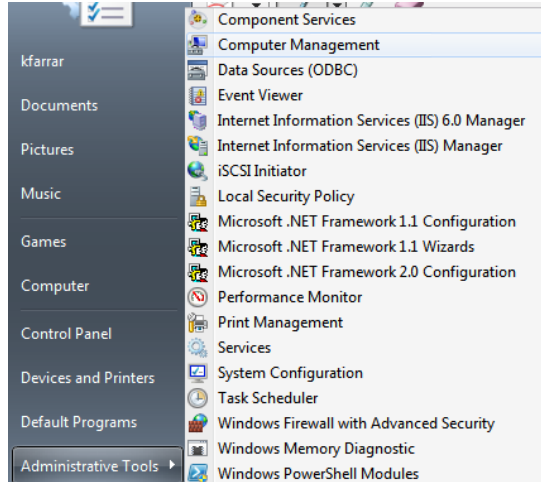 kfarrar
Documents
Pictures
Music
Games
Computer
Control Panel
Devices and Printers
Default Programs
Administrative Tools
Component Services
Computer Management
Data Sources (ODBC)
Event Viewer
Internet Information Services (IIS) 6.0 Manager
Internet Information Services (IIS) Manager
iSCSI Initiator
Local Security Policy
Microsoft .NET Framework 1.1 Configuration
Microsoft .NET Framework 1.1 Wizards
Microsoft .NET Framework 2.0 Configuration
Performance Monitor
Print Management
Services
System Configuration
Task Scheduler
Windows Firewall with Advanced Security
Windows Memory Diagnostic
Windows PowerShell Modules